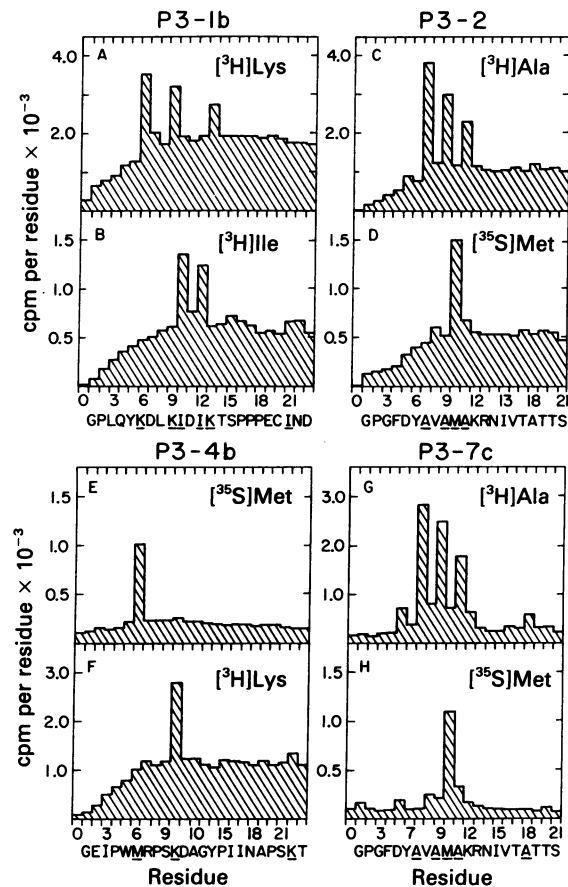 P3-1b
P3-2
cpm per residue × 10⁻³
A
[³H]Lys
4.0
2.0
C
[³H]Ala
4.0
2.0
B
[³H]Ile
1.5
1.0
0.5
D
[³⁵S]Met
1.5
1.0
0.5
0 3 6 9 12 15 18 21
GPLQYKDLKIDIKTSPPPECIND
0 3 6 9 12 15 18 21
GPGFDYAVAMAKRNIVTATTS
P3-4b
P3-7c
cpm per residue × 10⁻³
E
[³⁵S]Met
1.5
1.0
0.5
G
[³H]Ala
3.0
2.0
1.0
F
[³H]Lys
3.0
2.0
1.0
H
[³⁵S]Met
1.5
1.0
0.5
0 3 6 9 12 15 18 21
GEIPWMRPSKDAGYPIINAPSKT
0 3 7 9 12 15 18 21
GPGFDYAVAMAKRNIVTATTS
Residue
Residue